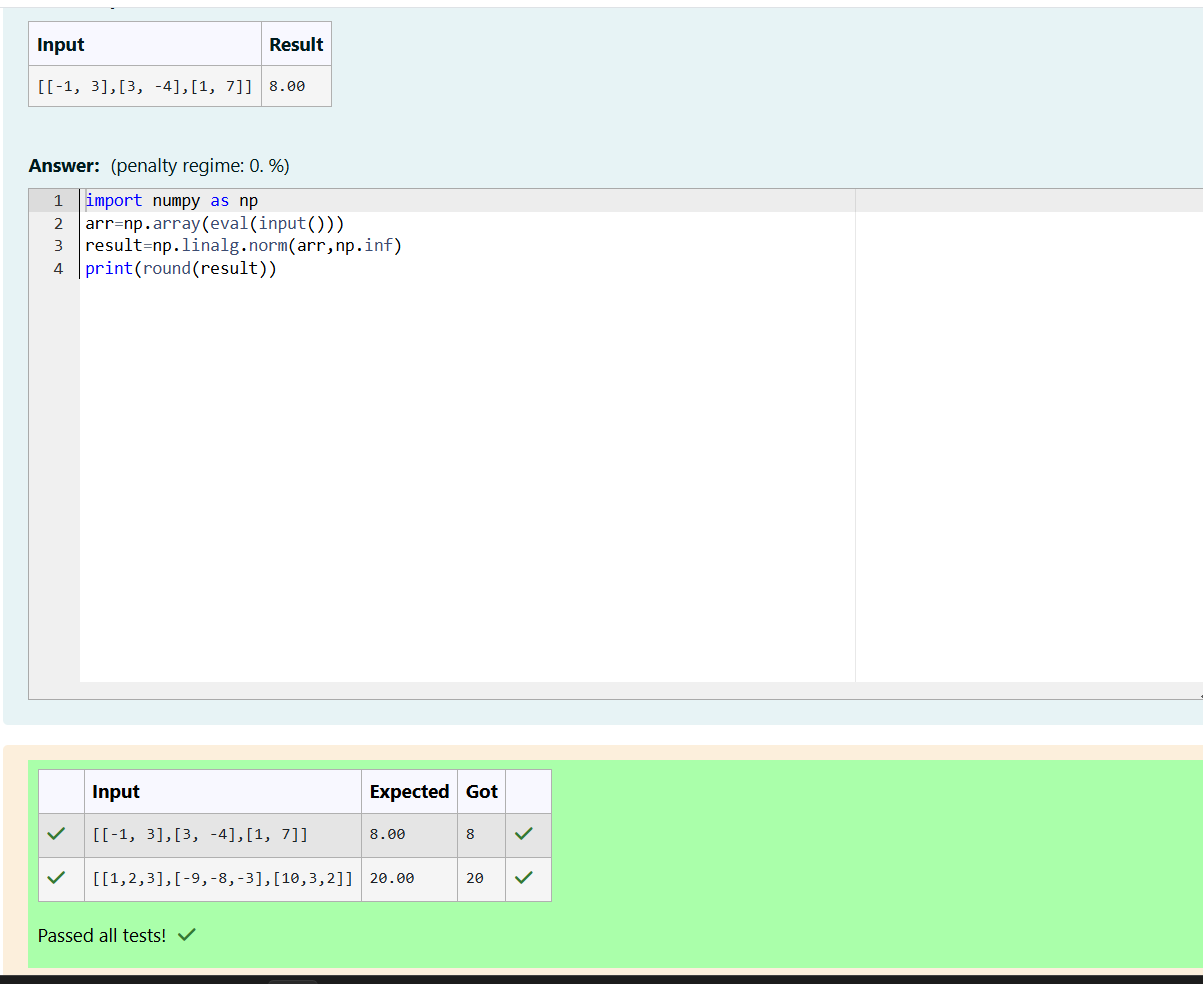 Input Result
[[-1, 3],[3, -4],[1, 7]] 8.00
Answer: (penalty regime: 0. %)
1 import numpy as np
2 arr=np.array(eval(input()))
3 result=np.linalg.norm(arr,np.inf)
4 print(round(result))
Input Expected Got
[[-1, 3],[3, -4],[1, 7]] 8.00 8
[[1,2,3],[-9,-8,-3],[10,3,2]] 20.00 20
Passed all tests!